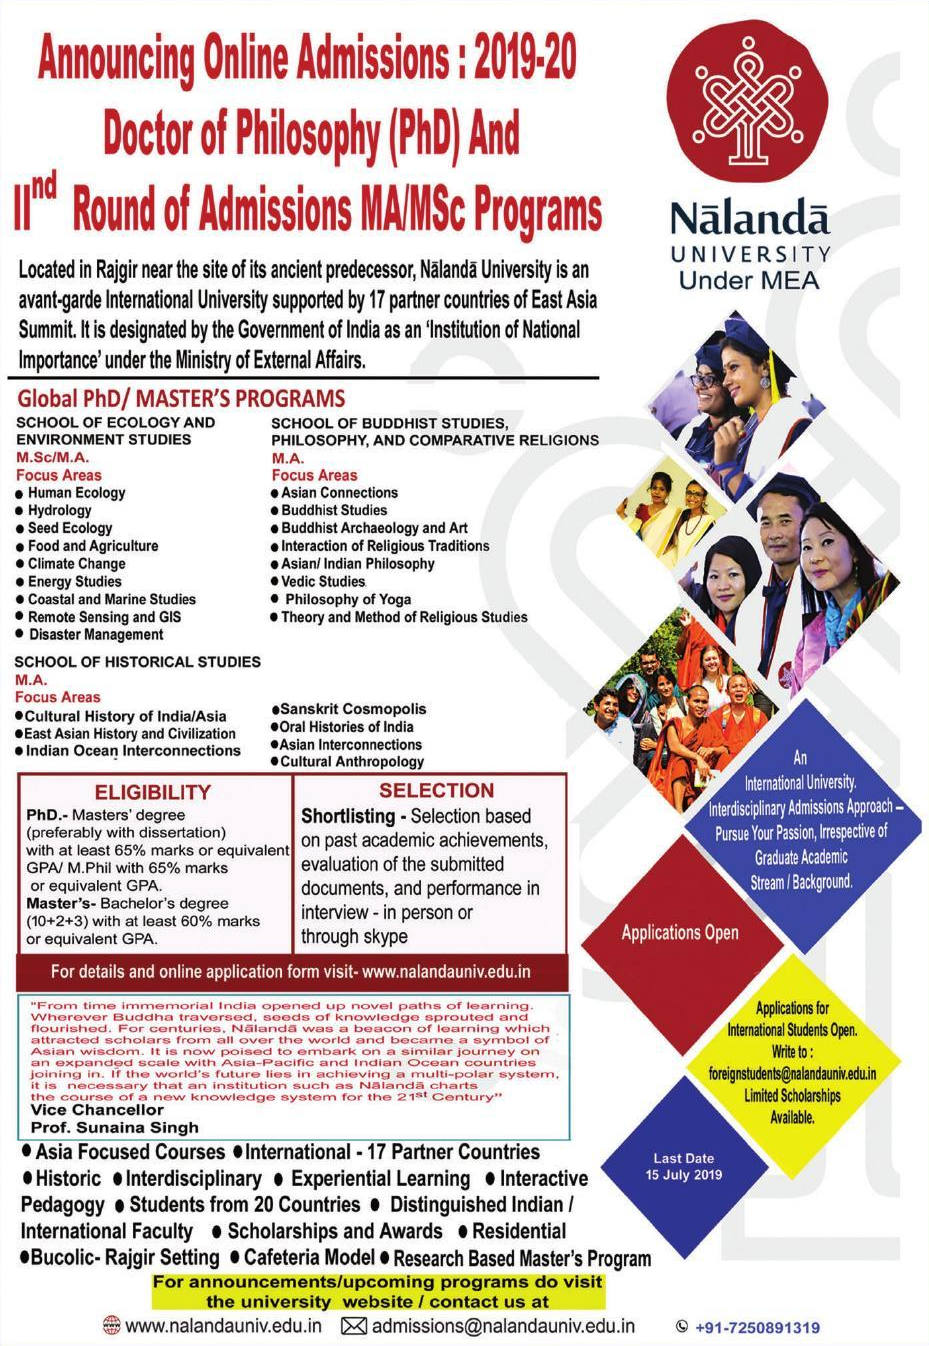 Announcing Online Admissions : 2019-20
Doctor of Philosophy (PhD) And
IInd Round of Admissions MA/MSc Programs
Nālandā
UNIVERSITY
Under MEA
Located in Rajgir near the site of its ancient predecessor, Nālandā University is an
avant-garde International University supported by 17 partner countries of East Asia
Summit. It is designated by the Government of India as an ‘Institution of National
Importance’ under the Ministry of External Affairs.
Global PhD/ MASTER’S PROGRAMS
SCHOOL OF ECOLOGY AND
ENVIRONMENT STUDIES
M.Sc/M.A.
Focus Areas
● Human Ecology
● Hydrology
● Seed Ecology
● Food and Agriculture
● Climate Change
● Energy Studies
● Coastal and Marine Studies
● Remote Sensing and GIS
● Disaster Management
SCHOOL OF BUDDHIST STUDIES,
PHILOSOPHY, AND COMPARATIVE RELIGIONS
M.A.
Focus Areas
● Asian Connections
● Buddhist Studies
● Buddhist Archaeology and Art
● Interaction of Religious Traditions
● Asian/ Indian Philosophy
● Vedic Studies
● Philosophy of Yoga
● Theory and Method of Religious Studies
SCHOOL OF HISTORICAL STUDIES
M.A.
Focus Areas
● Cultural History of India/Asia
● East Asian History and Civilization
● Indian Ocean Interconnections
● Sanskrit Cosmopolis
● Oral Histories of India
● Asian Interconnections
● Cultural Anthropology
ELIGIBILITY
PhD.- Masters’ degree
(preferably with dissertation)
with at least 65% marks or equivalent
GPA/ M.Phil with 65% marks
or equivalent GPA.
Master’s- Bachelor’s degree
(10+2+3) with at least 60% marks
or equivalent GPA.
SELECTION
Shortlisting - Selection based
on past academic achievements,
evaluation of the submitted
documents, and performance in
interview - in person or
through skype
For details and online application form visit- www.nalandauniv.edu.in
"From time immemorial India opened up novel paths of learning.
Wherever Buddha traversed, seeds of knowledge sprouted and
flourished. For centuries, Nālandā was a beacon of learning which
attracted scholars from all over the world and became a symbol of
Asian wisdom. It is now poised to embark on a similar journey on
an expanded scale with Asia-Pacific and Indian Ocean countries
joining in. If the world's future lies in achieving a multi-polar system,
it is necessary that an institution such as Nālandā charts
the course of a new knowledge system for the 21st Century"
Vice Chancellor
Prof. Sunaina Singh
An
International University.
Interdisciplinary Admissions Approach –
Pursue Your Passion, Irrespective of
Graduate Academic
Stream / Background.
Applications Open
Applications for
International Students Open.
Write to :
foreignstudents@nalandauniv.edu.in
Limited Scholarships
Available.
Last Date
15 July 2019
● Asia Focused Courses ● International - 17 Partner Countries
● Historic ● Interdisciplinary ● Experiential Learning ● Interactive
Pedagogy ● Students from 20 Countries ● Distinguished Indian /
International Faculty ● Scholarships and Awards ● Residential
● Bucolic- Rajgir Setting ● Cafeteria Model ● Research Based Master’s Program
For announcements/upcoming programs do visit
the university website / contact us at
www.nalandauniv.edu.in admissions@nalandauniv.edu.in +91-7250891319